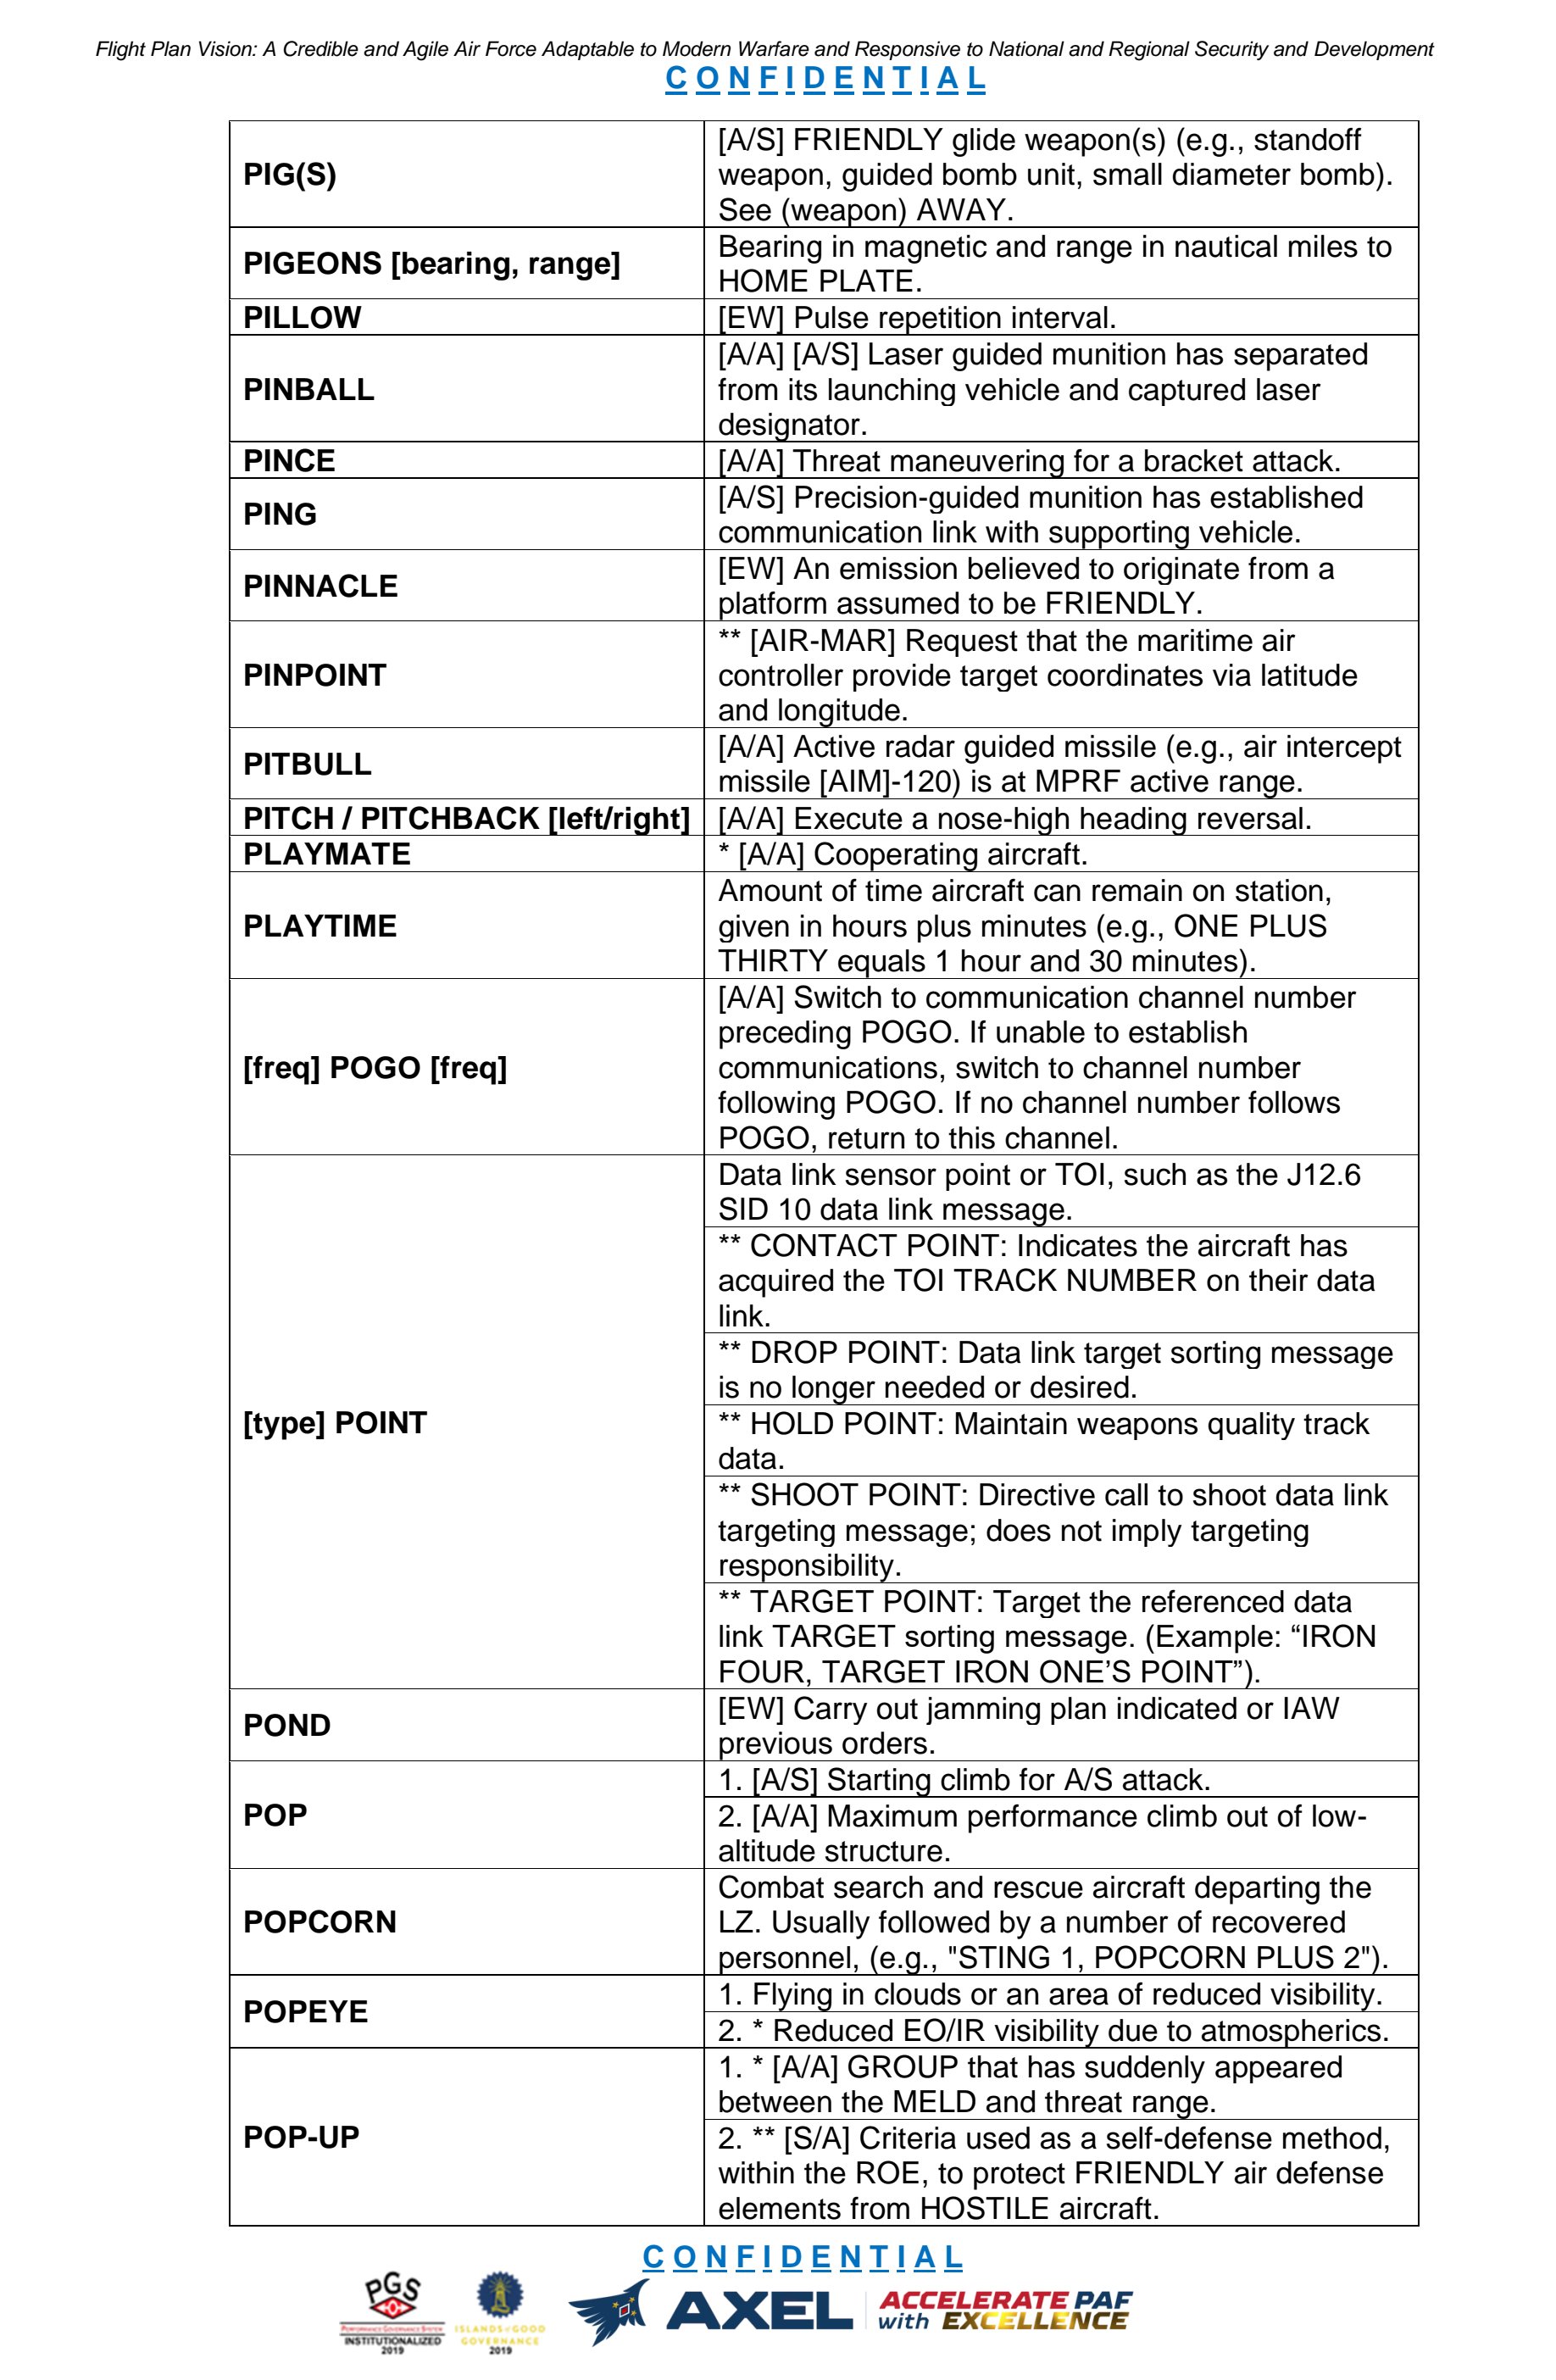 Flight Plan Vision: A Credible and Agile Air Force Adaptable to Modern Warfare and Responsive to National and Regional Security and Development
CONFIDENTIAL
PIG(S)
[A/S] FRIENDLY glide weapon(s) (e.g., standoff
weapon, guided bomb unit, small diameter bomb).
See (weapon) AWAY.
PIGEONS [bearing, range]
Bearing in magnetic and range in nautical miles to
HOME PLATE.
PILLOW
[EW] Pulse repetition interval.
PINBALL
[A/A] [A/S] Laser guided munition has separated
from its launching vehicle and captured laser
designator.
PINCE
[A/A] Threat maneuvering for a bracket attack.
PING
[A/S] Precision-guided munition has established
communication link with supporting vehicle.
PINNACLE
[EW] An emission believed to originate from a
platform assumed to be FRIENDLY.
PINPOINT
** [AIR-MAR] Request that the maritime air
controller provide target coordinates via latitude
and longitude.
PITBULL
[A/A] Active radar guided missile (e.g., air intercept
missile [AIM]-120) is at MPRF active range.
PITCH / PITCHBACK [left/right]
[A/A] Execute a nose-high heading reversal.
PLAYMATE
* [A/A] Cooperating aircraft.
PLAYTIME
Amount of time aircraft can remain on station,
given in hours plus minutes (e.g., ONE PLUS
THIRTY equals 1 hour and 30 minutes).
[freq] POGO [freq]
[A/A] Switch to communication channel number
preceding POGO. If unable to establish
communications, switch to channel number
following POGO. If no channel number follows
POGO, return to this channel.
[type] POINT
Data link sensor point or TOI, such as the J12.6
SID 10 data link message.
** CONTACT POINT: Indicates the aircraft has
acquired the TOI TRACK NUMBER on their data
link.
** DROP POINT: Data link target sorting message
is no longer needed or desired.
** HOLD POINT: Maintain weapons quality track
data.
** SHOOT POINT: Directive call to shoot data link
targeting message; does not imply targeting
responsibility.
** TARGET POINT: Target the referenced data
link TARGET sorting message. (Example: “IRON
FOUR, TARGET IRON ONE’S POINT”).
POND
[EW] Carry out jamming plan indicated or IAW
previous orders.
POP
1. [A/S] Starting climb for A/S attack.
2. [A/A] Maximum performance climb out of low-
altitude structure.
POPCORN
Combat search and rescue aircraft departing the
LZ. Usually followed by a number of recovered
personnel, (e.g., "STING 1, POPCORN PLUS 2").
POPEYE
1. Flying in clouds or an area of reduced visibility.
2. * Reduced EO/IR visibility due to atmospherics.
POP-UP
1. * [A/A] GROUP that has suddenly appeared
between the MELD and threat range.
2. ** [S/A] Criteria used as a self-defense method,
within the ROE, to protect FRIENDLY air defense
elements from HOSTILE aircraft.
CONFIDENTIAL
PGS
PERFORMANCE GOVERNANCE SYSTEM
INSTITUTIONALIZED
2019
ISLANDS of GOOD
GOVERNANCE
2019
AXEL
ACCELERATE PAF
with EXCELLENCE